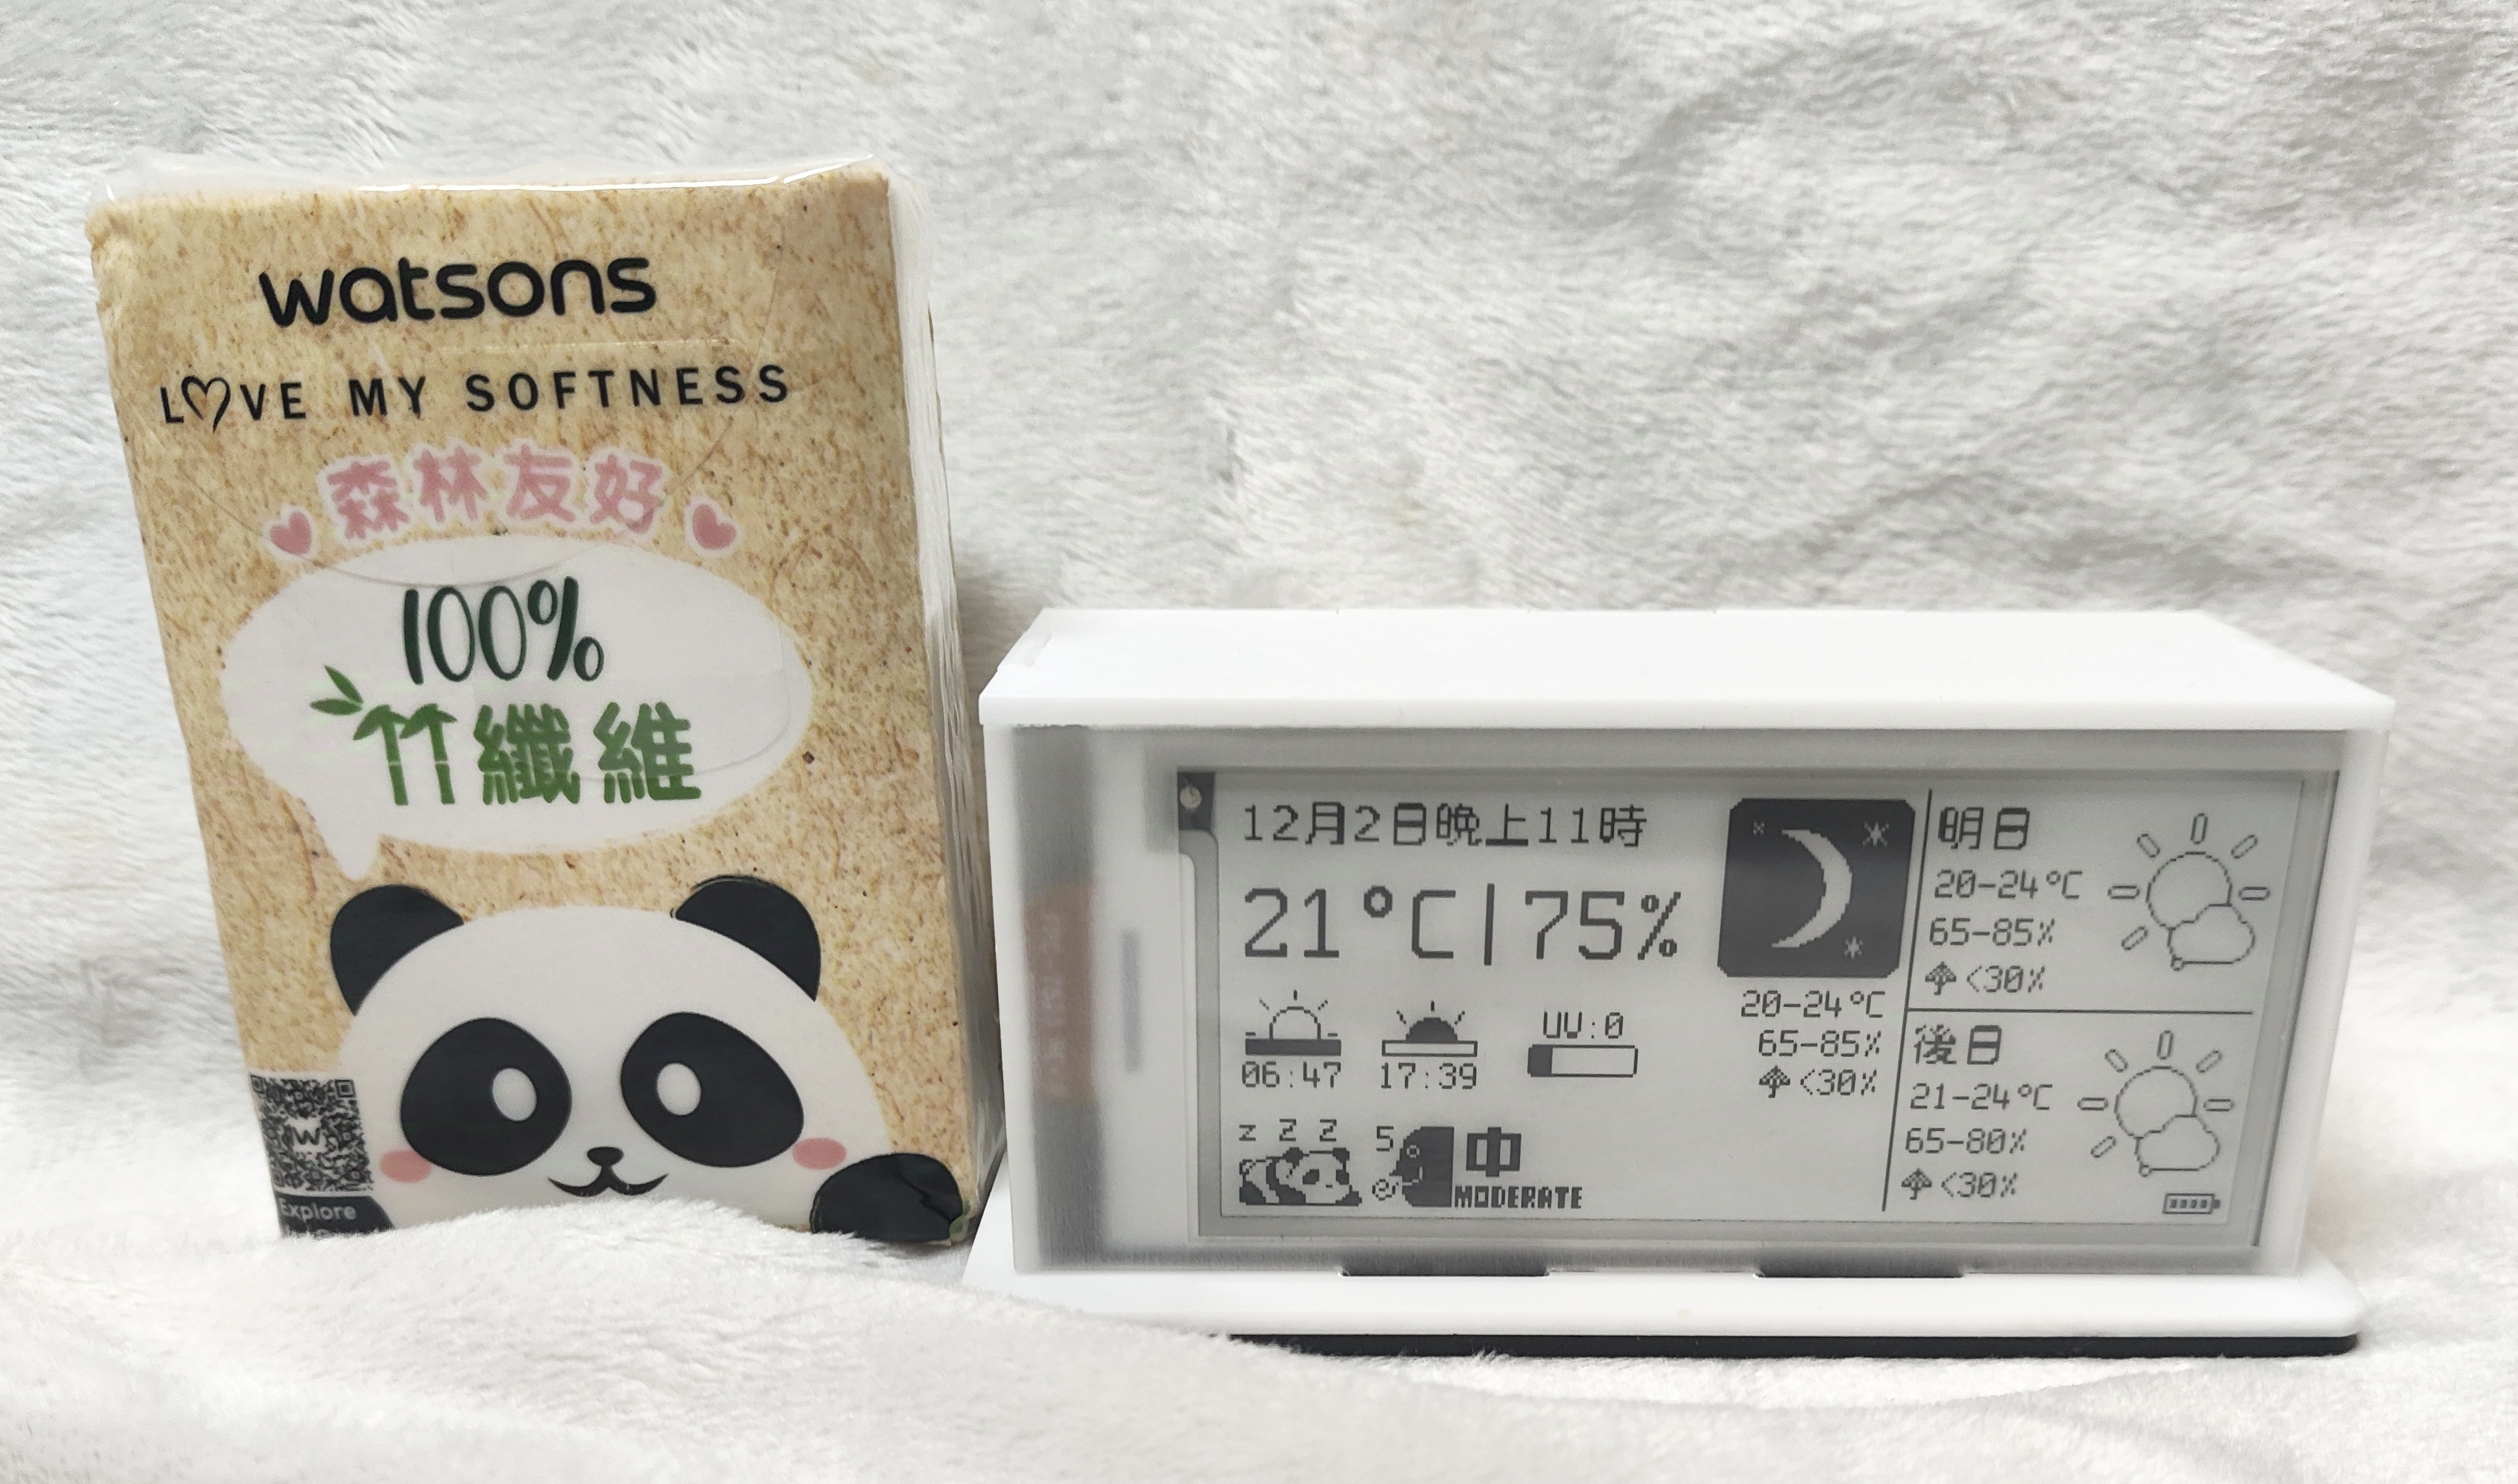 watsons
LOVE MY SOFTNESS
森林友好
100%
竹纖維
Explore
12月2日晚上11時
21°C|75%
06:47
17:39
UV:0
20-24°C
65-85%
<30%
z z z
5
中
MODERATE
明日
20-24°C
65-85%
<30%
後日
21-24°C
65-80%
<30%